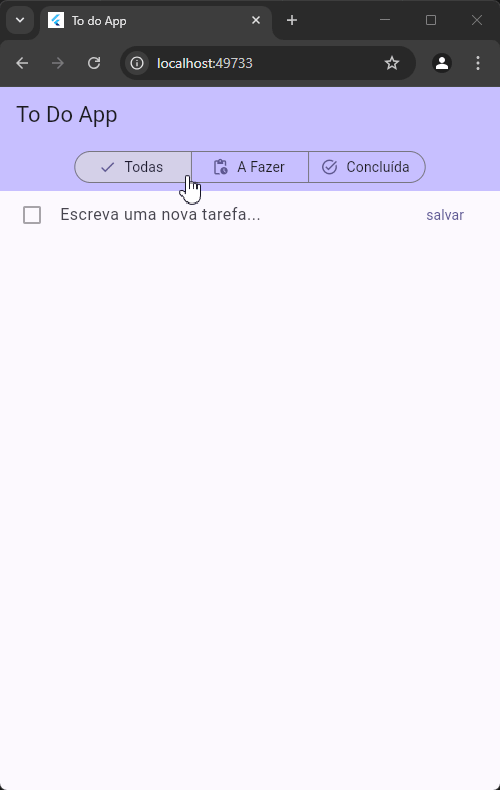 To do App
localhost:49733
To Do App
Todas A Fazer Concluída
Escreva uma nova tarefa... salvar